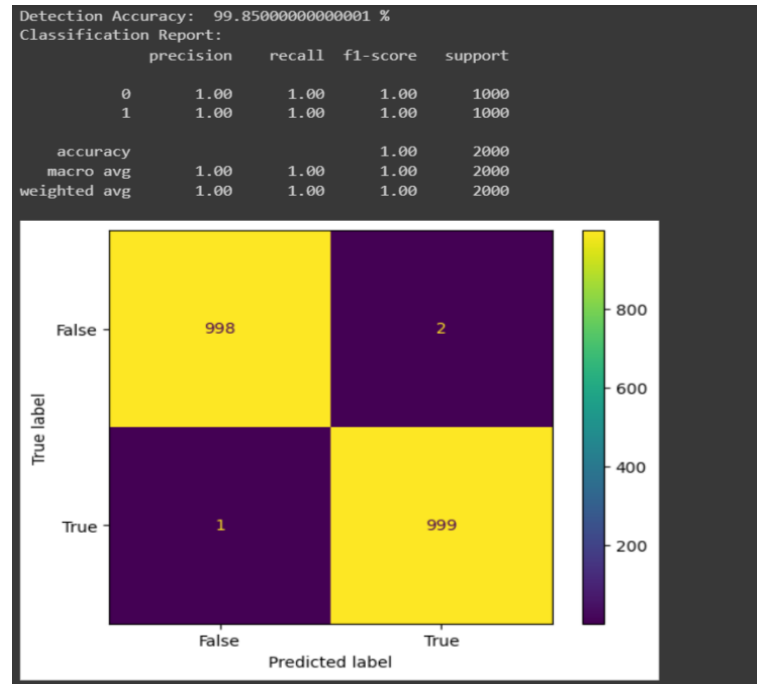 Detection Accuracy:  99.85000000000001 %
Classification Report:
precision recall f1-score support
0 1.00 1.00 1.00 1000
1 1.00 1.00 1.00 1000
accuracy 1.00 2000
macro avg 1.00 1.00 1.00 2000
weighted avg 1.00 1.00 1.00 2000
998 2
1 999
False
True
True label
False True
Predicted label
800
600
400
200